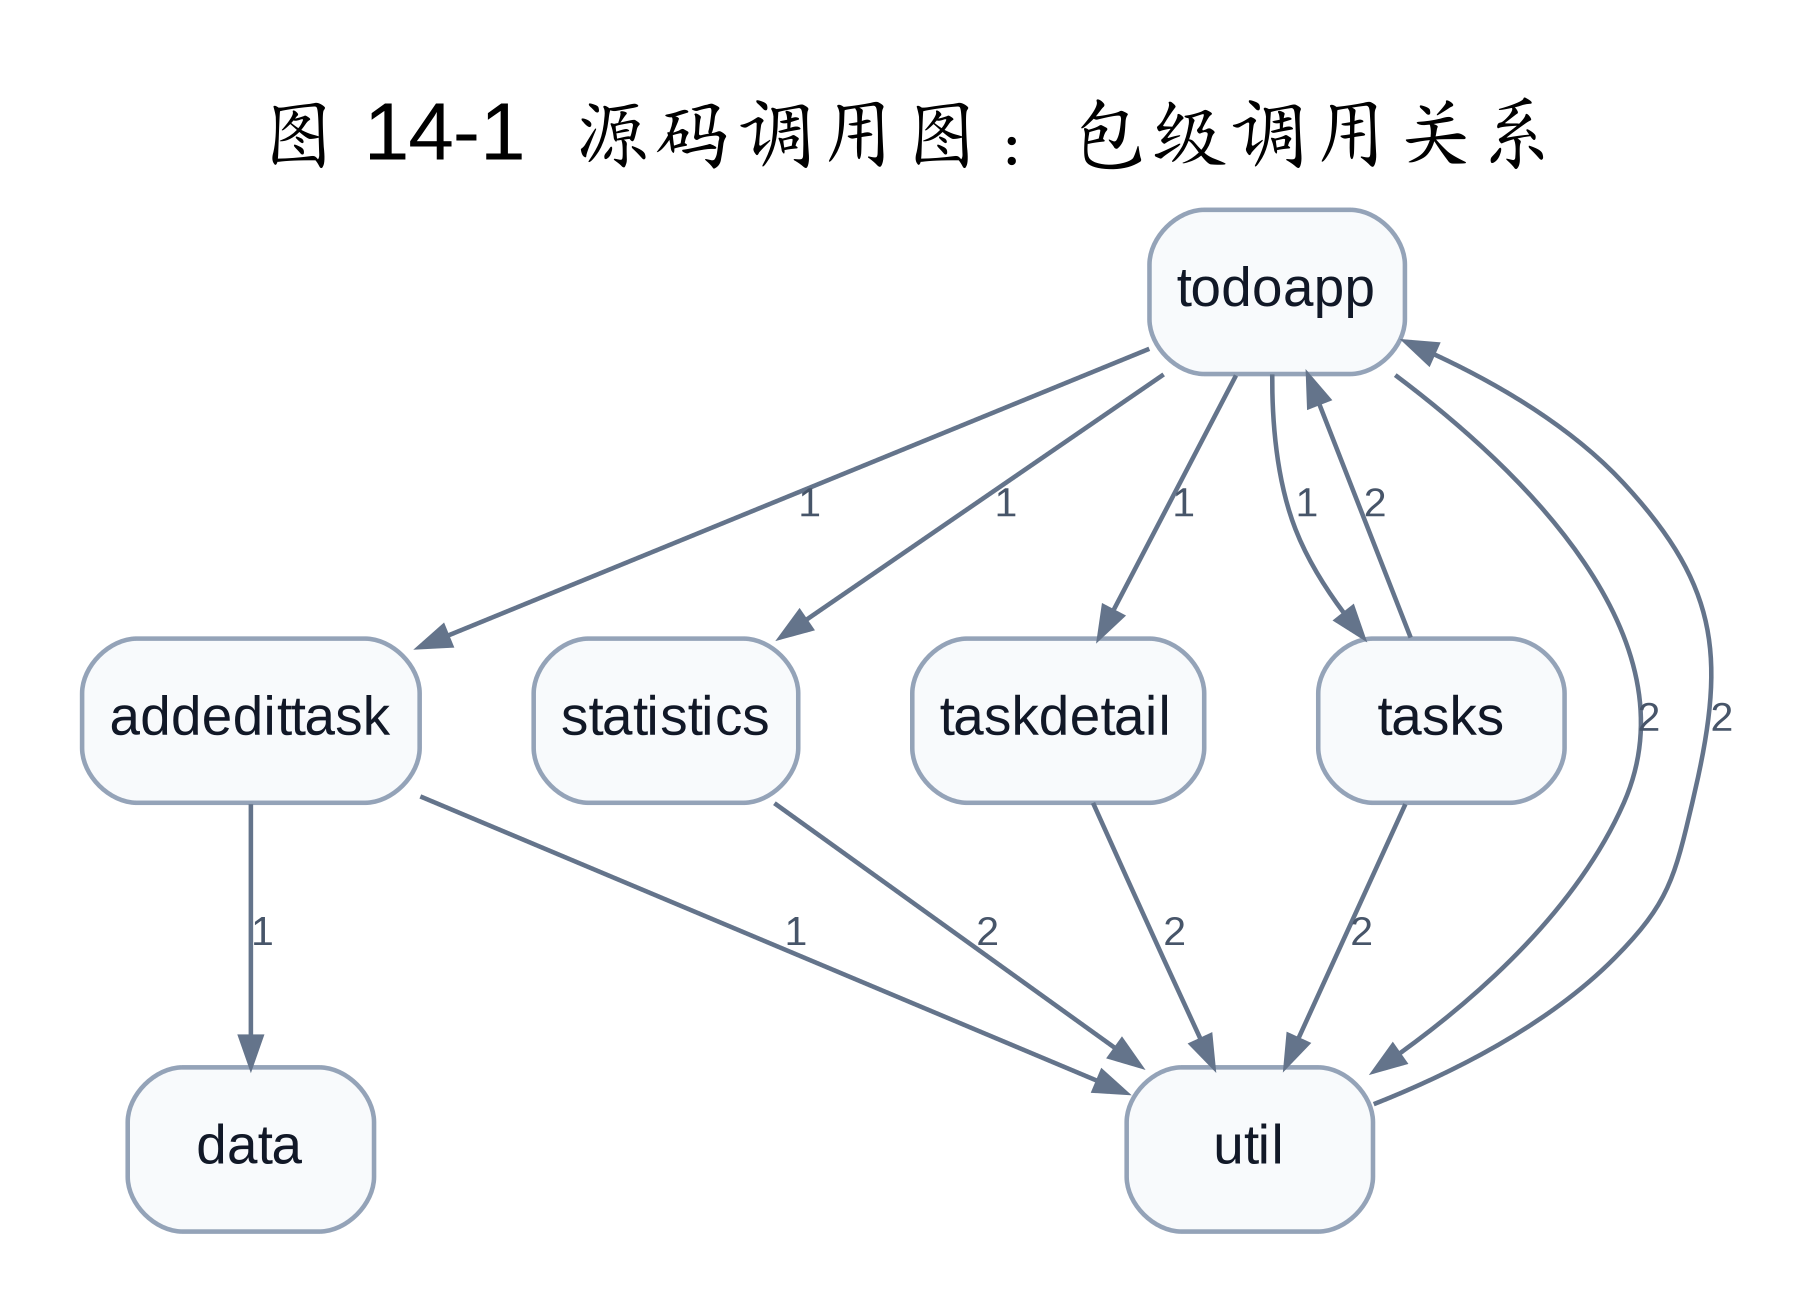 图 14-1 源码调用图：包级调用关系
todoapp
1 1 1 1 2
addedittask statistics taskdetail tasks 2 2
1 1 2 2 2
data util